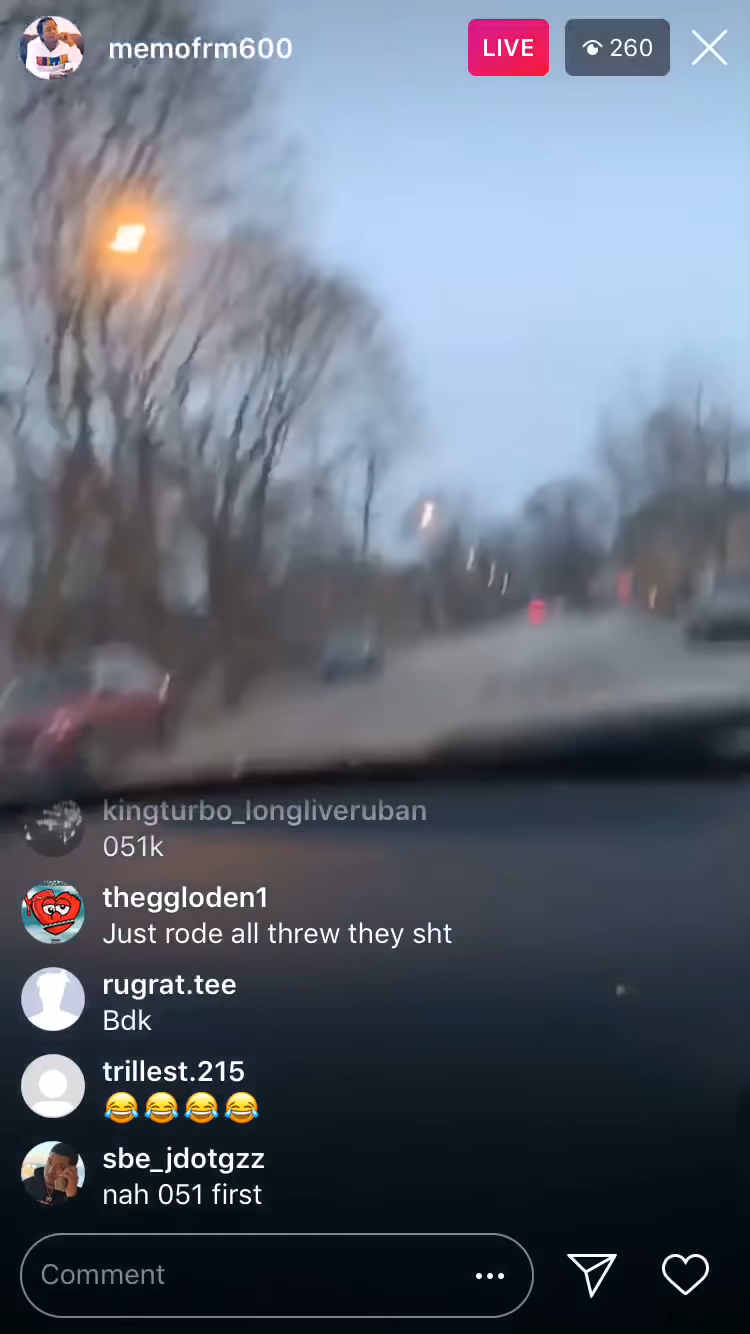 memofrm600
LIVE
260
kingturbo_longliveruban
051k
theggloden1
Just rode all threw they sht
rugrat.tee
Bdk
trillest.215
😂😂😂😂
sbe_jdotgzz
nah 051 first
Comment